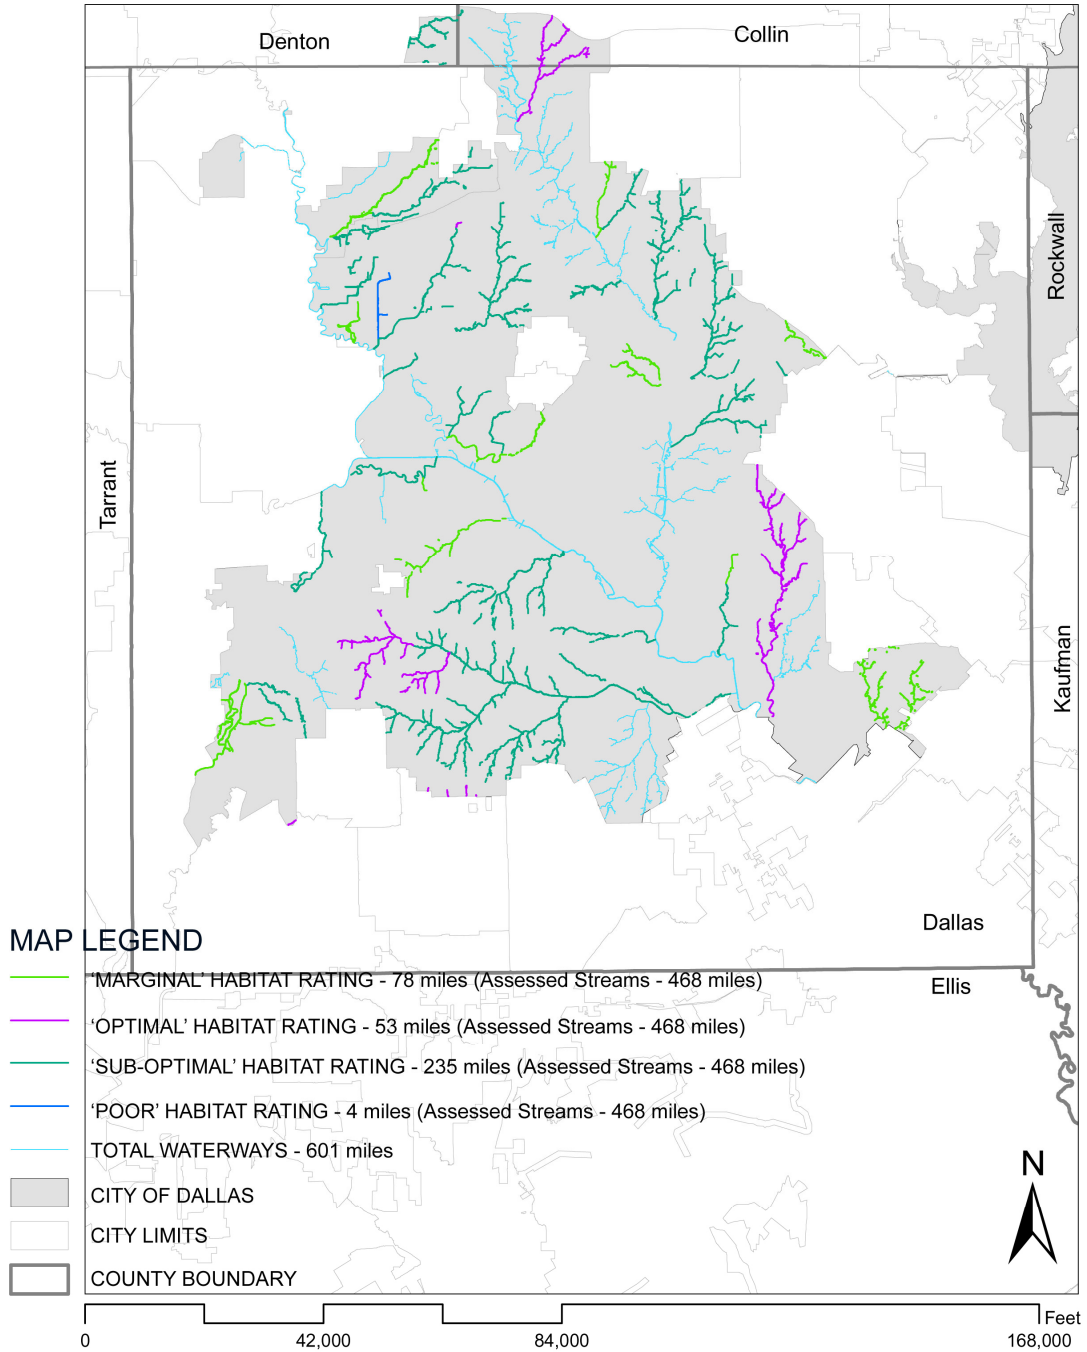 Denton
Collin
Rockwall
Tarrant
Kaufman
Dallas
Ellis
MAP LEGEND
‘MARGINAL’ HABITAT RATING - 78 miles (Assessed Streams - 468 miles)
‘OPTIMAL’ HABITAT RATING - 53 miles (Assessed Streams - 468 miles)
‘SUB-OPTIMAL’ HABITAT RATING - 235 miles (Assessed Streams - 468 miles)
‘POOR’ HABITAT RATING - 4 miles (Assessed Streams - 468 miles)
TOTAL WATERWAYS - 601 miles
CITY OF DALLAS
CITY LIMITS
COUNTY BOUNDARY
N
Feet
0 42,000 84,000 168,000